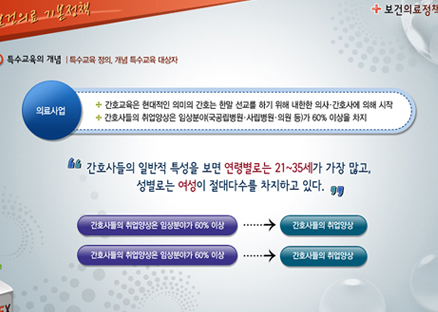 보건의료 기본정책
보건의료정책
특수교육의 개념 | 특수교육 정의, 개념 특수교육 대상자
의료사업
간호교육은 현대적인 의미의 간호는 한말 선교를 하기 위해 내한한 의사·간호사에 의해 시작
간호사들의 취업양상은 임상분야(국공립병원·사립병원·의원 등)가 60% 이상을 차지
간호사들의 일반적 특성을 보면 연령별로는 21~35세가 가장 많고,
성별로는 여성이 절대다수를 차지하고 있다.
간호사들의 취업양상은 임상분야가 60% 이상
간호사들의 취업양상
간호사들의 취업양상은 임상분야가 60% 이상
간호사들의 취업양상